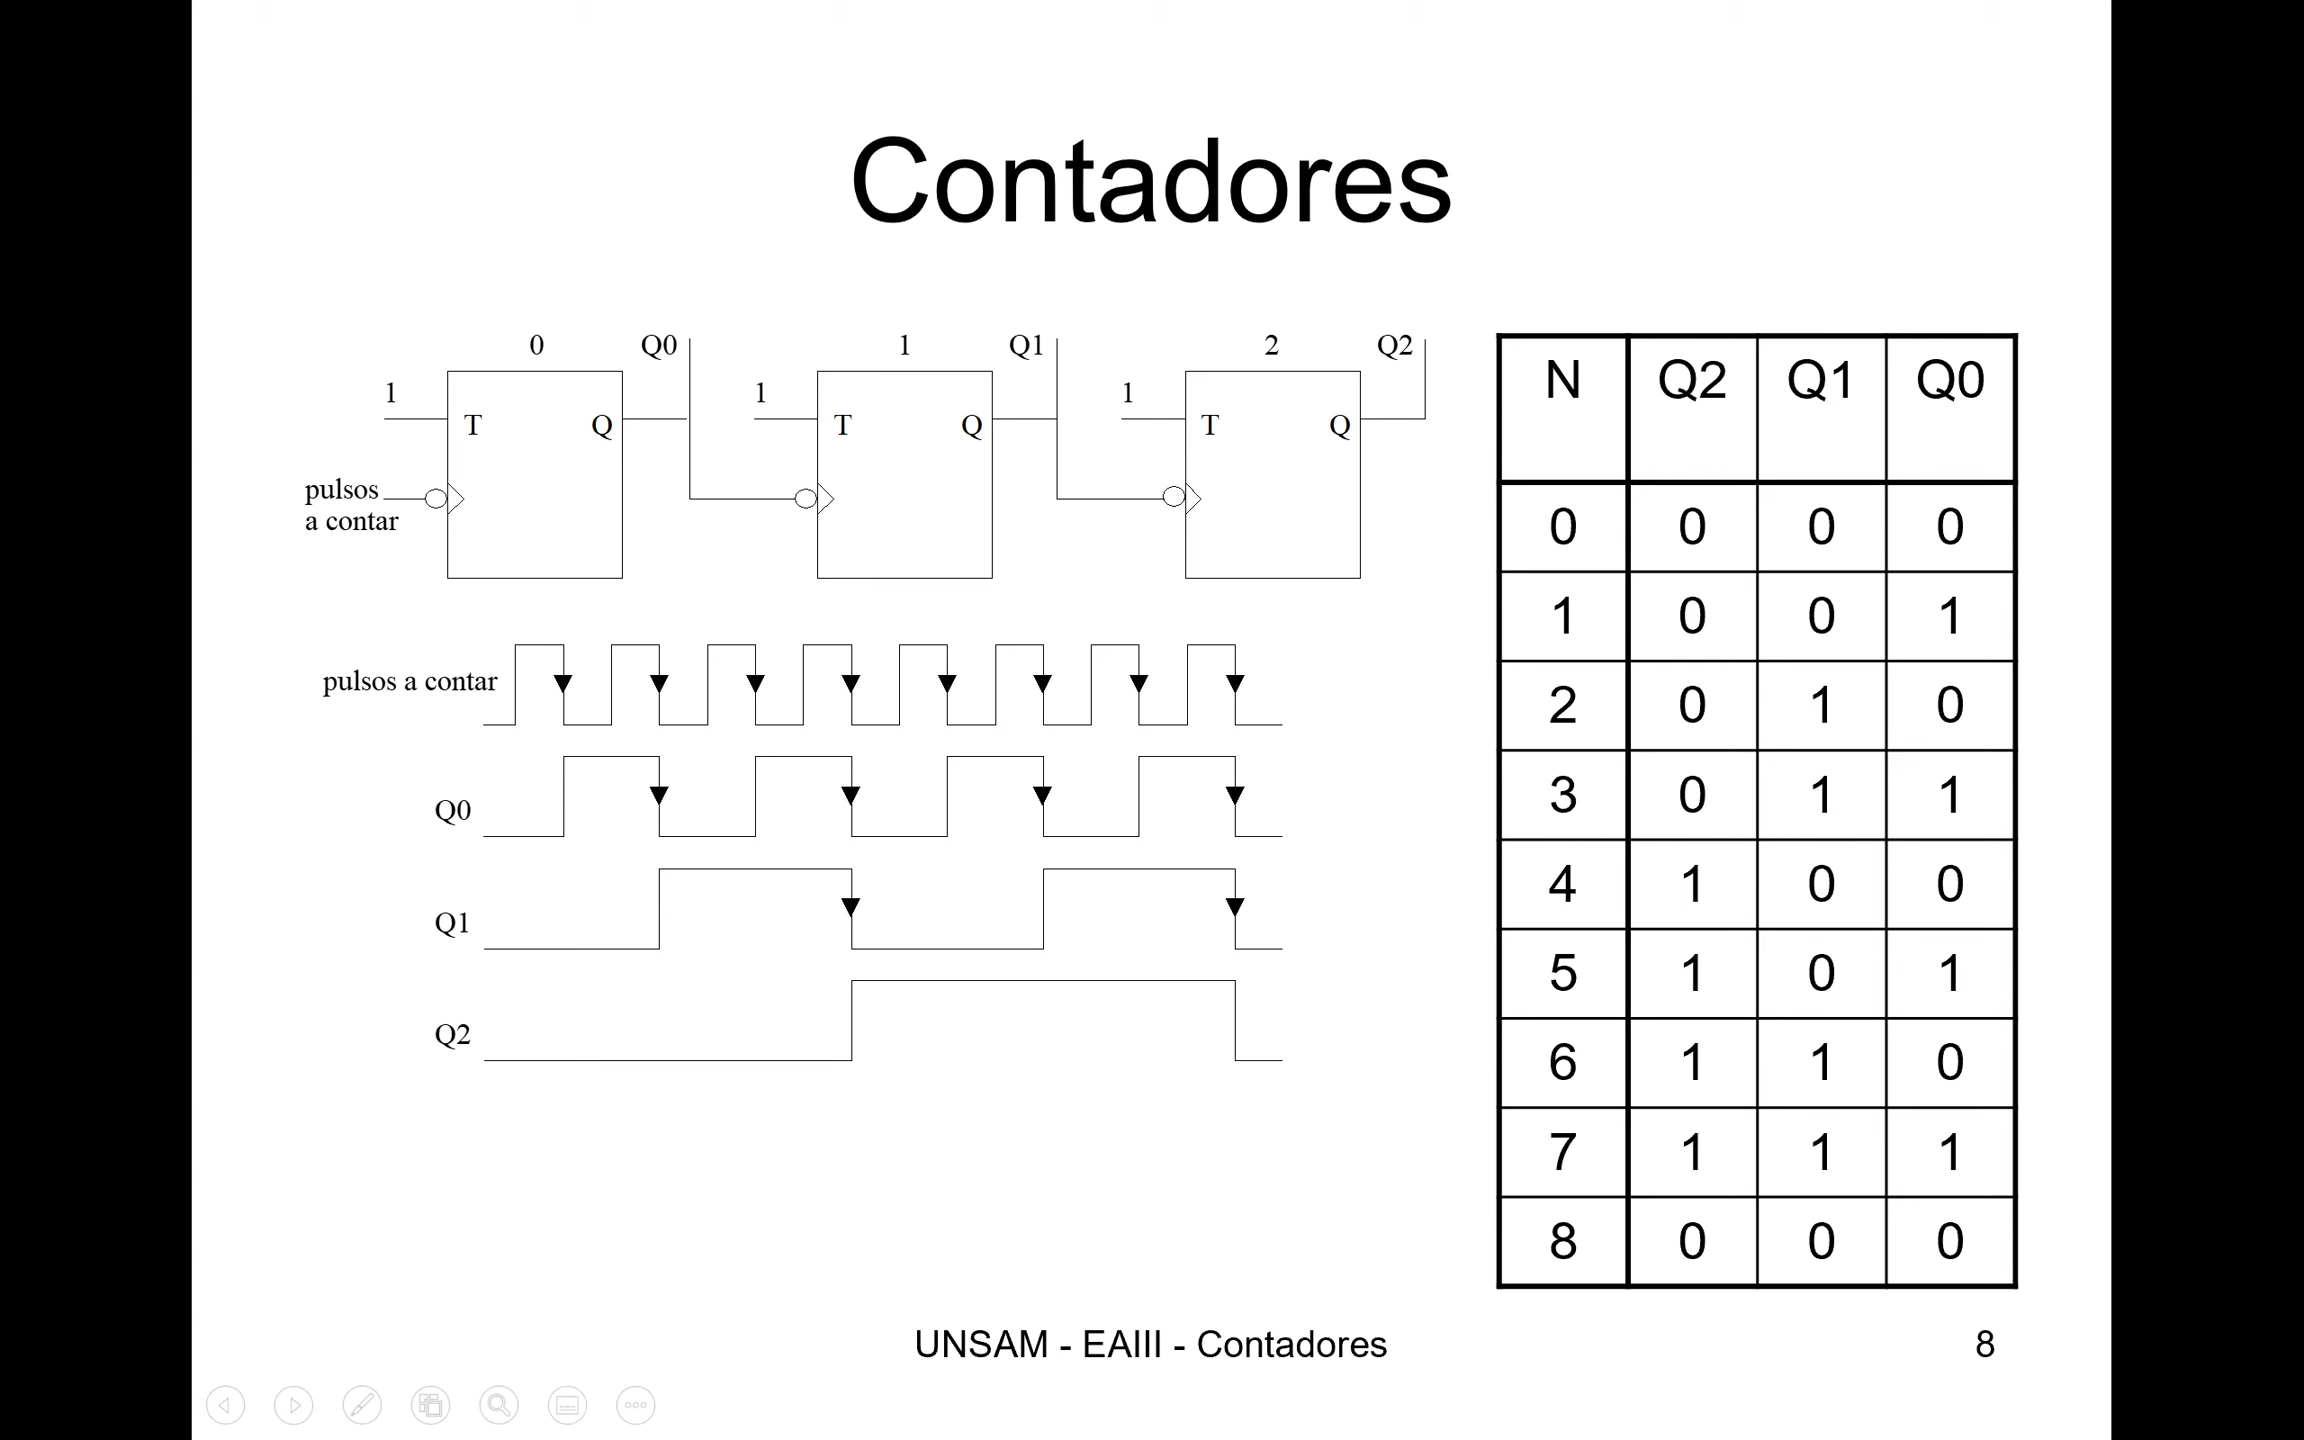 Contadores
0 Q0 1 Q1 2 Q2
1 1 1
T Q T Q T Q
pulsos
a contar
pulsos a contar
Q0
Q1
Q2
N Q2 Q1 Q0
0 0 0 0
1 0 0 1
2 0 1 0
3 0 1 1
4 1 0 0
5 1 0 1
6 1 1 0
7 1 1 1
8 0 0 0
UNSAM - EAIII - Contadores
8